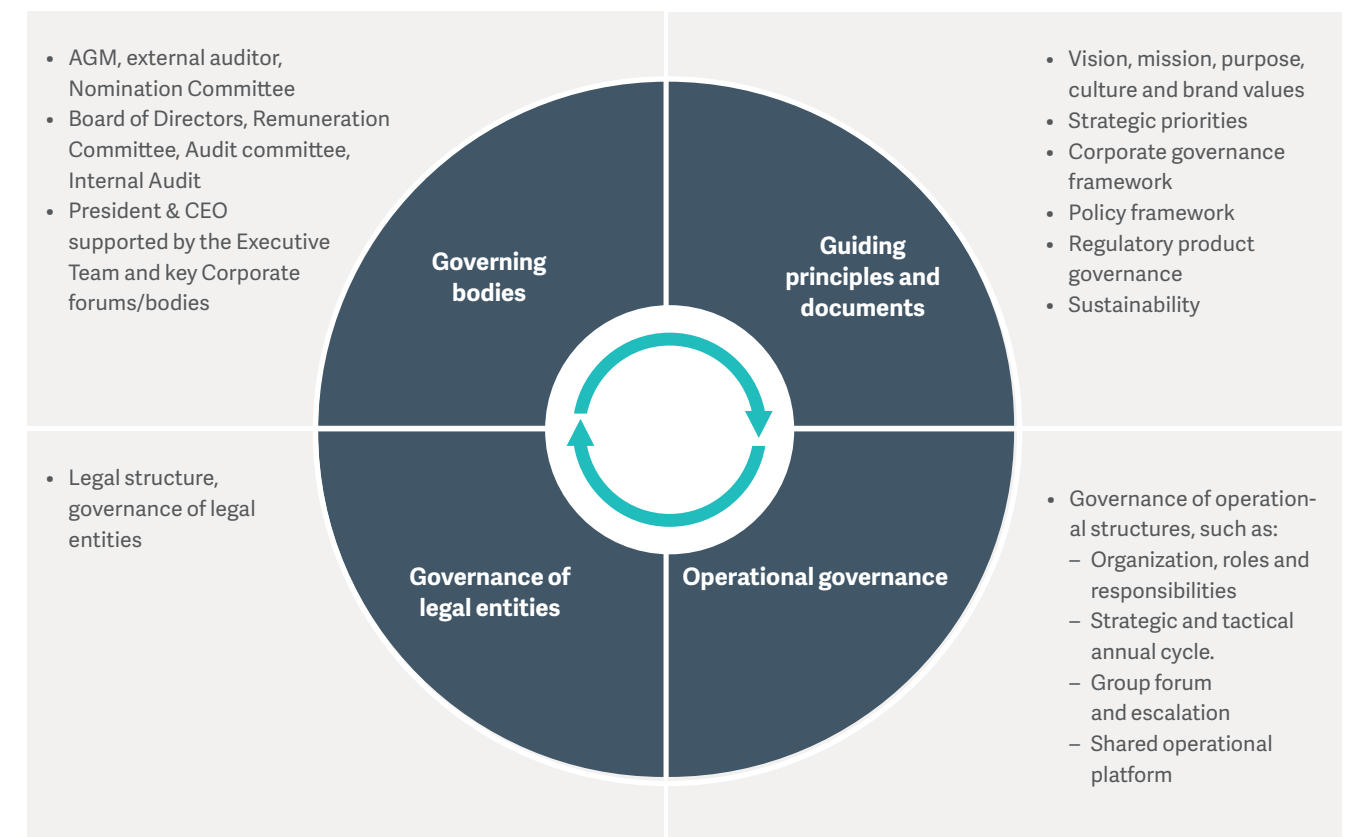 • AGM, external auditor,
Nomination Committee
• Board of Directors, Remuneration
Committee, Audit committee,
Internal Audit
• President & CEO
supported by the Executive
Team and key Corporate
forums/bodies
Governing
bodies
Guiding
principles and
documents
• Vision, mission, purpose,
culture and brand values
• Strategic priorities
• Corporate governance
framework
• Policy framework
• Regulatory product
governance
• Sustainability
• Legal structure,
governance of legal
entities
Governance of
legal entities
Operational governance
• Governance of operation-
al structures, such as:
– Organization, roles and
responsibilities
– Strategic and tactical
annual cycle.
– Group forum
and escalation
– Shared operational
platform